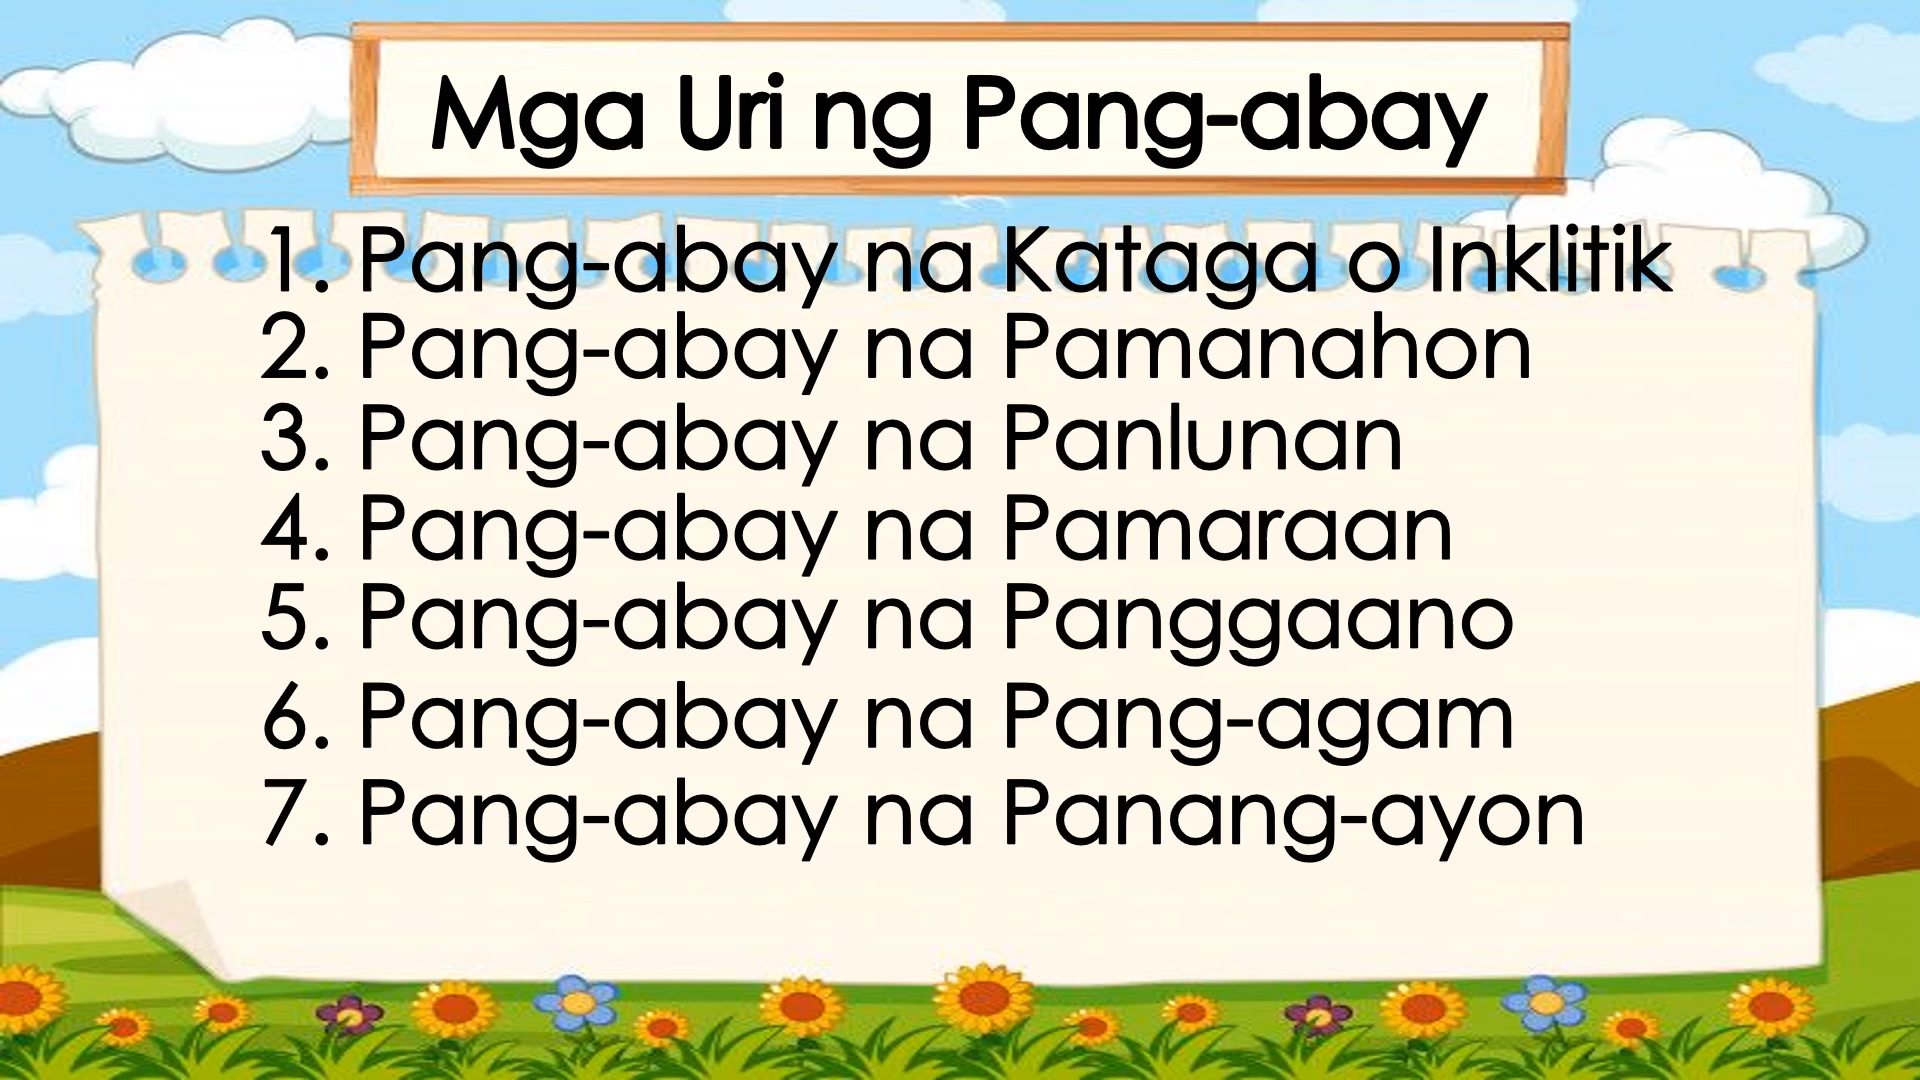 Mga Uri ng Pang-abay
1. Pang-abay na Kataga o Inklitik
2. Pang-abay na Pamanahon
3. Pang-abay na Panlunan
4. Pang-abay na Pamaraan
5. Pang-abay na Panggaano
6. Pang-abay na Pang-agam
7. Pang-abay na Panang-ayon